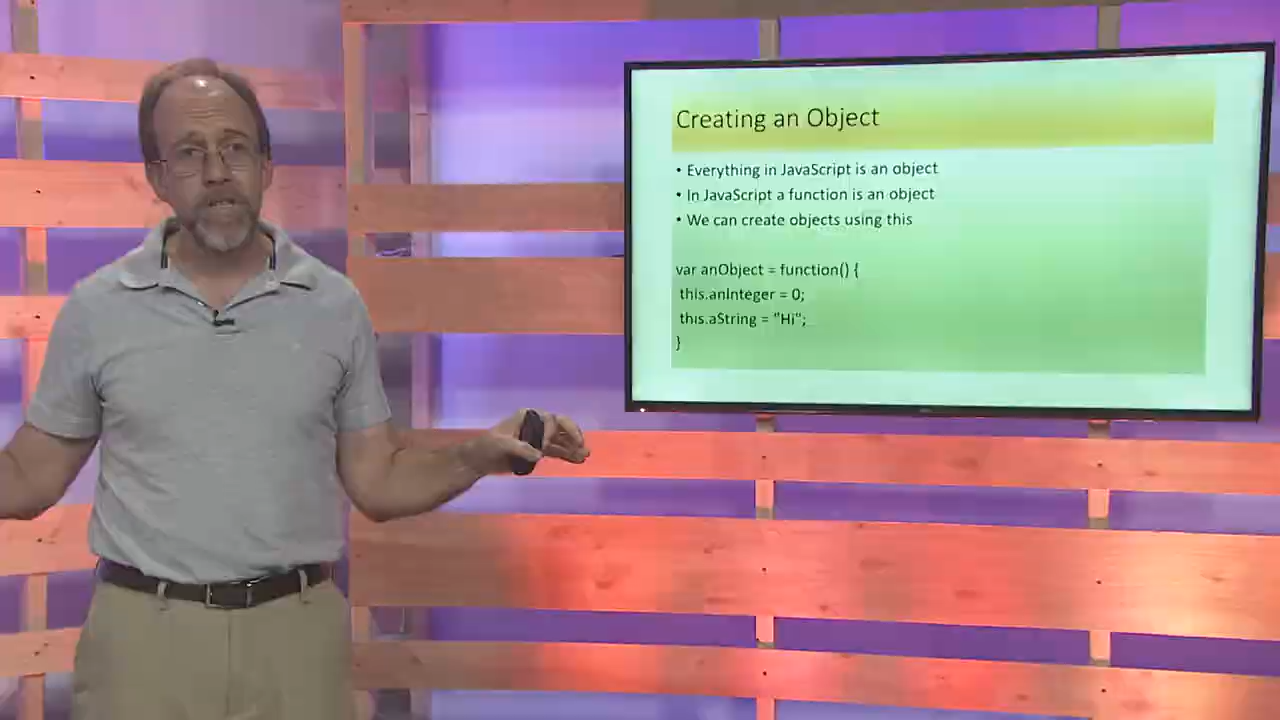 Creating an Object
• Everything in JavaScript is an object
• In JavaScript a function is an object
• We can create objects using this
var anObject = function() {
this.anInteger = 0;
this.aString = "Hi";
}